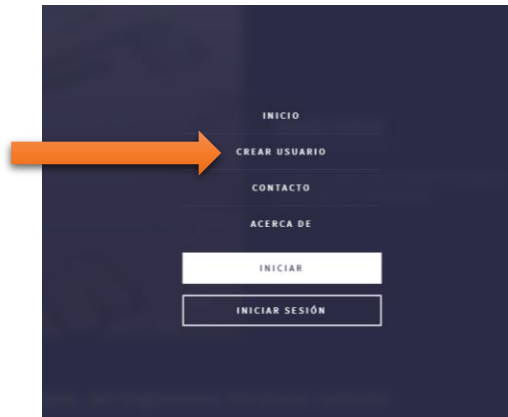 INICIO
CREAR USUARIO
CONTACTO
ACERCA DE
INICIAR
INICIAR SESIÓN